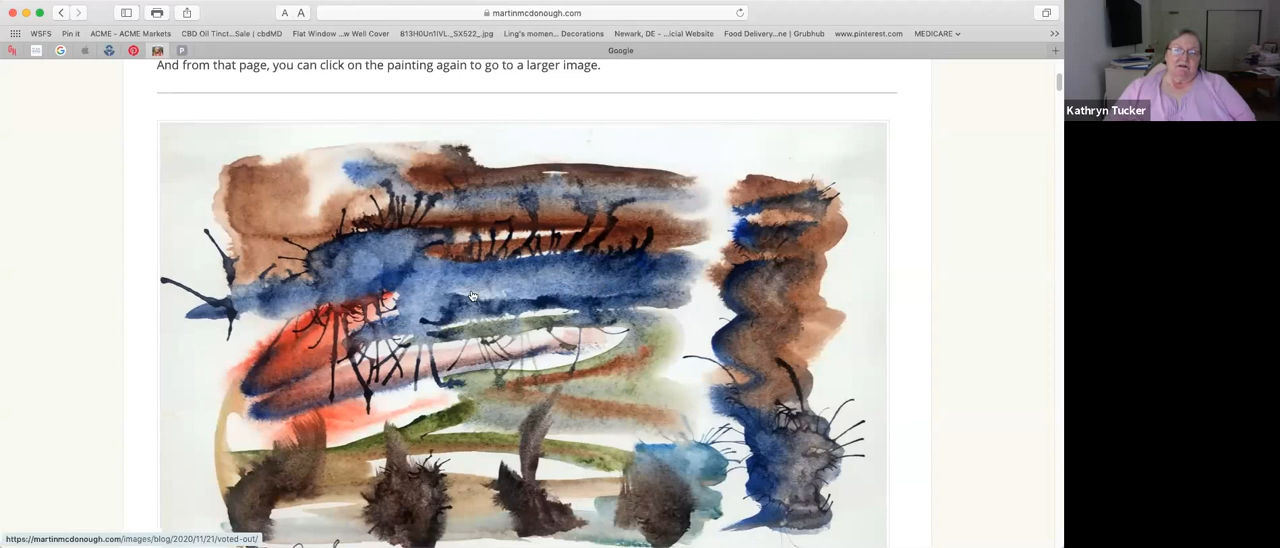 A A martinmcdonough.com
WSFS Pin it ACME - ACME Markets CBD Oil Tinct...Sale | cbdMD Flat Window ...w Well Cover B13H0Un1IVL._SX522_.jpg Ling's momen... Decorations Newark, DE - ...icial Website Food Delivery...ne | Grubhub www.pinterest.com MEDICARE >>
Google
And from that page, you can click on the painting again to go to a larger image.
Kathryn Tucker
https://martinmcdonough.com/images/blog/2020/11/21/voted-out/